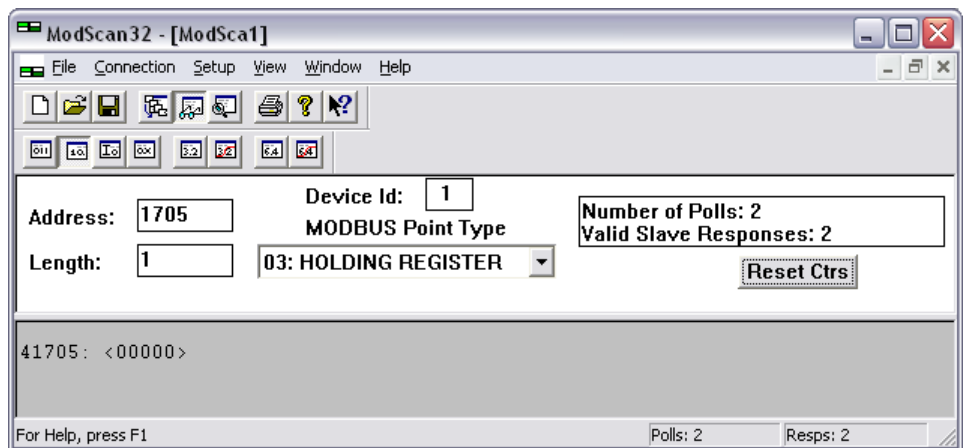 ModScan32 - [ModSca1]
File Connection Setup View Window Help
Device Id: 1
Address: 1705
MODBUS Point Type
Number of Polls: 2
Valid Slave Responses: 2
Length: 1
03: HOLDING REGISTER
Reset Ctrs
41705: <00000>
For Help, press F1
Polls: 2
Resps: 2